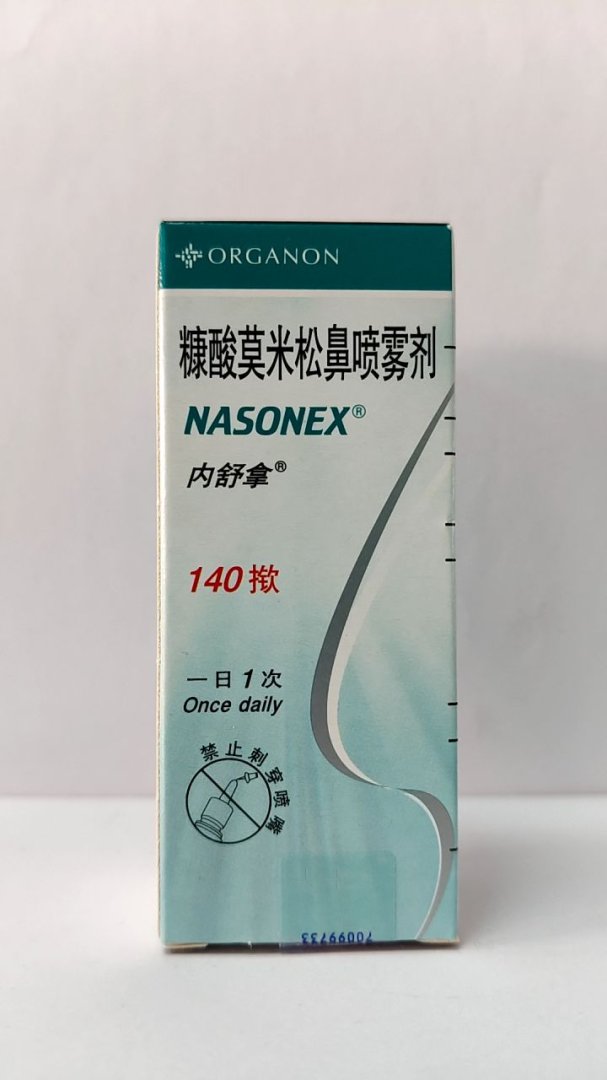 ORGANON
糠酸莫米松鼻喷雾剂
NASONEX®
内舒拿®
140揿
一日1次
Once daily
禁止刺穿喷嘴
70099733